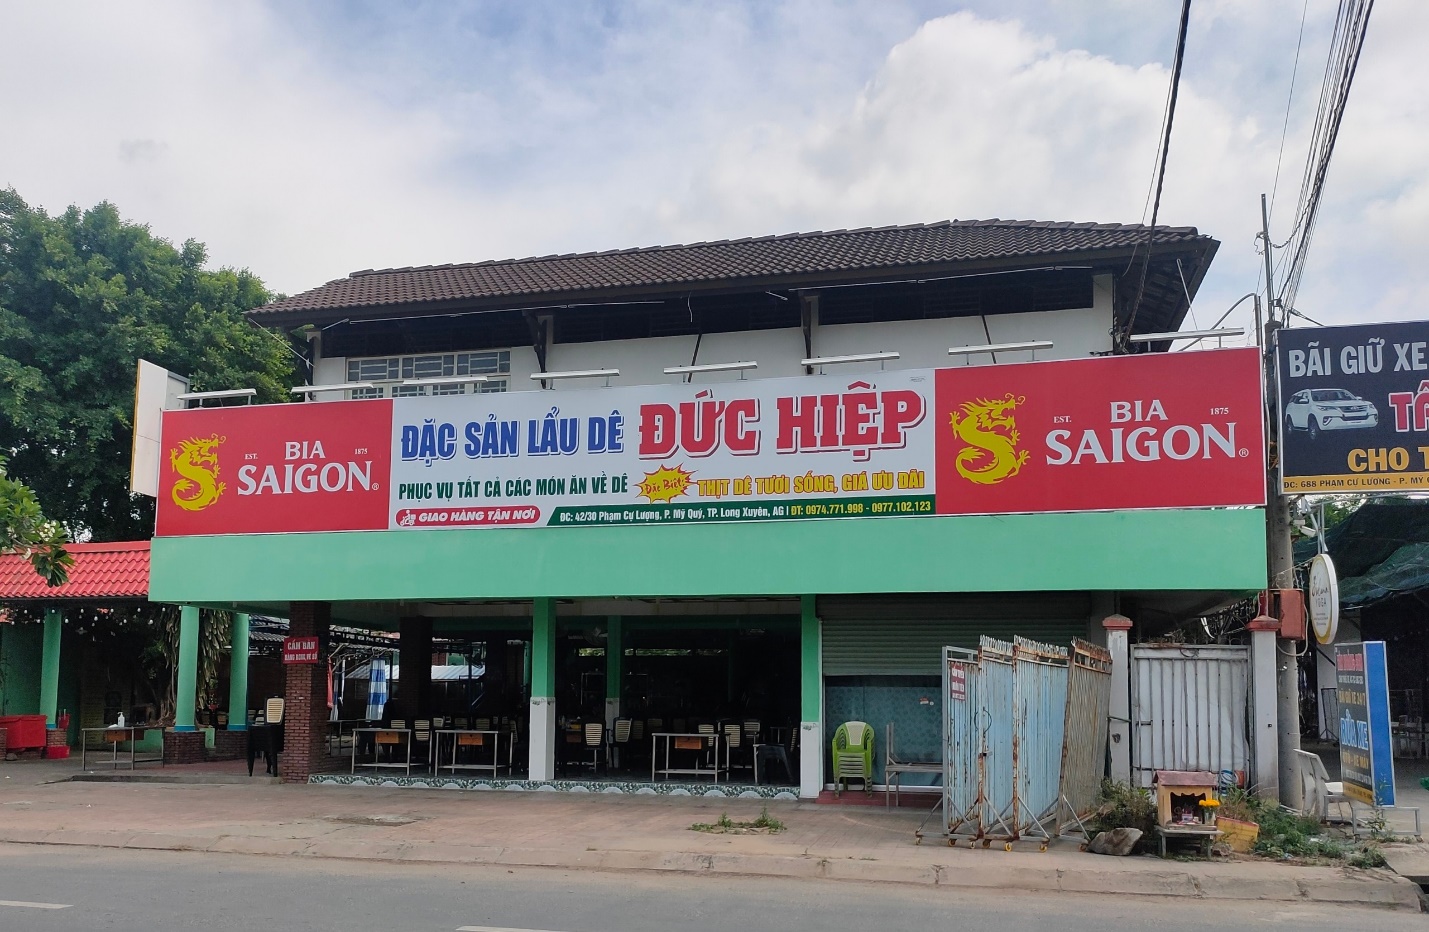 BIA
EST. 1875
SAIGON®
ĐẶC SẢN LẨU DÊ ĐỨC HIỆP
PHỤC VỤ TẤT CẢ CÁC MÓN ĂN VỀ DÊ
Đặc Biệt: THỊT DÊ TƯƠI SỐNG, GIÁ ƯU ĐÃI
GIAO HÀNG TẬN NƠI
ĐC: 42/30 Phạm Cự Lượng, P. Mỹ Quý, TP. Long Xuyên, AG | ĐT: 0974.771.998 - 0977.102.123
BIA
EST. 1875
SAIGON®
BÃI GIỮ XE
CHO
ĐC: 688 PHẠM CỰ LƯỢNG - P. MỸ
CẦN BÁN
YOGA